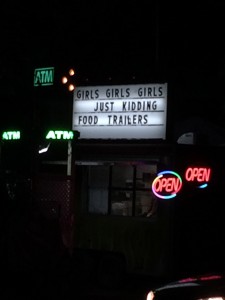 ATM
GIRLS GIRLS GIRLS
JUST KIDDING
FOOD TRAILERS
ATM
ATM
OPEN
OPEN